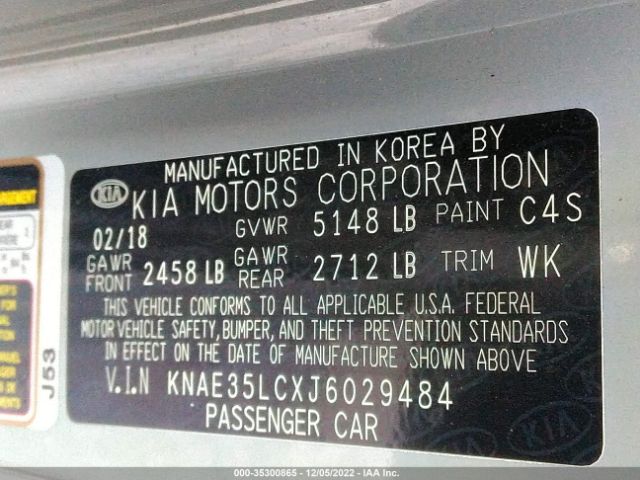 MANUFACTURED IN KOREA BY
KIA KIA MOTORS CORPORATION
02/18 GVWR 5148 LB PAINT C4S
GAWR FRONT 2458 LB GAWR REAR 2712 LB TRIM WK
THIS VEHICLE CONFORMS TO ALL APPLICABLE U.S.A. FEDERAL
MOTOR VEHICLE SAFETY, BUMPER, AND THEFT PREVENTION STANDARDS
IN EFFECT ON THE DATE OF MANUFACTURE SHOWN ABOVE
V.I.N KNAE35LCXJ6029484
PASSENGER CAR
J53
KIA
000-35300865 - 12/05/2022 - IAA Inc.